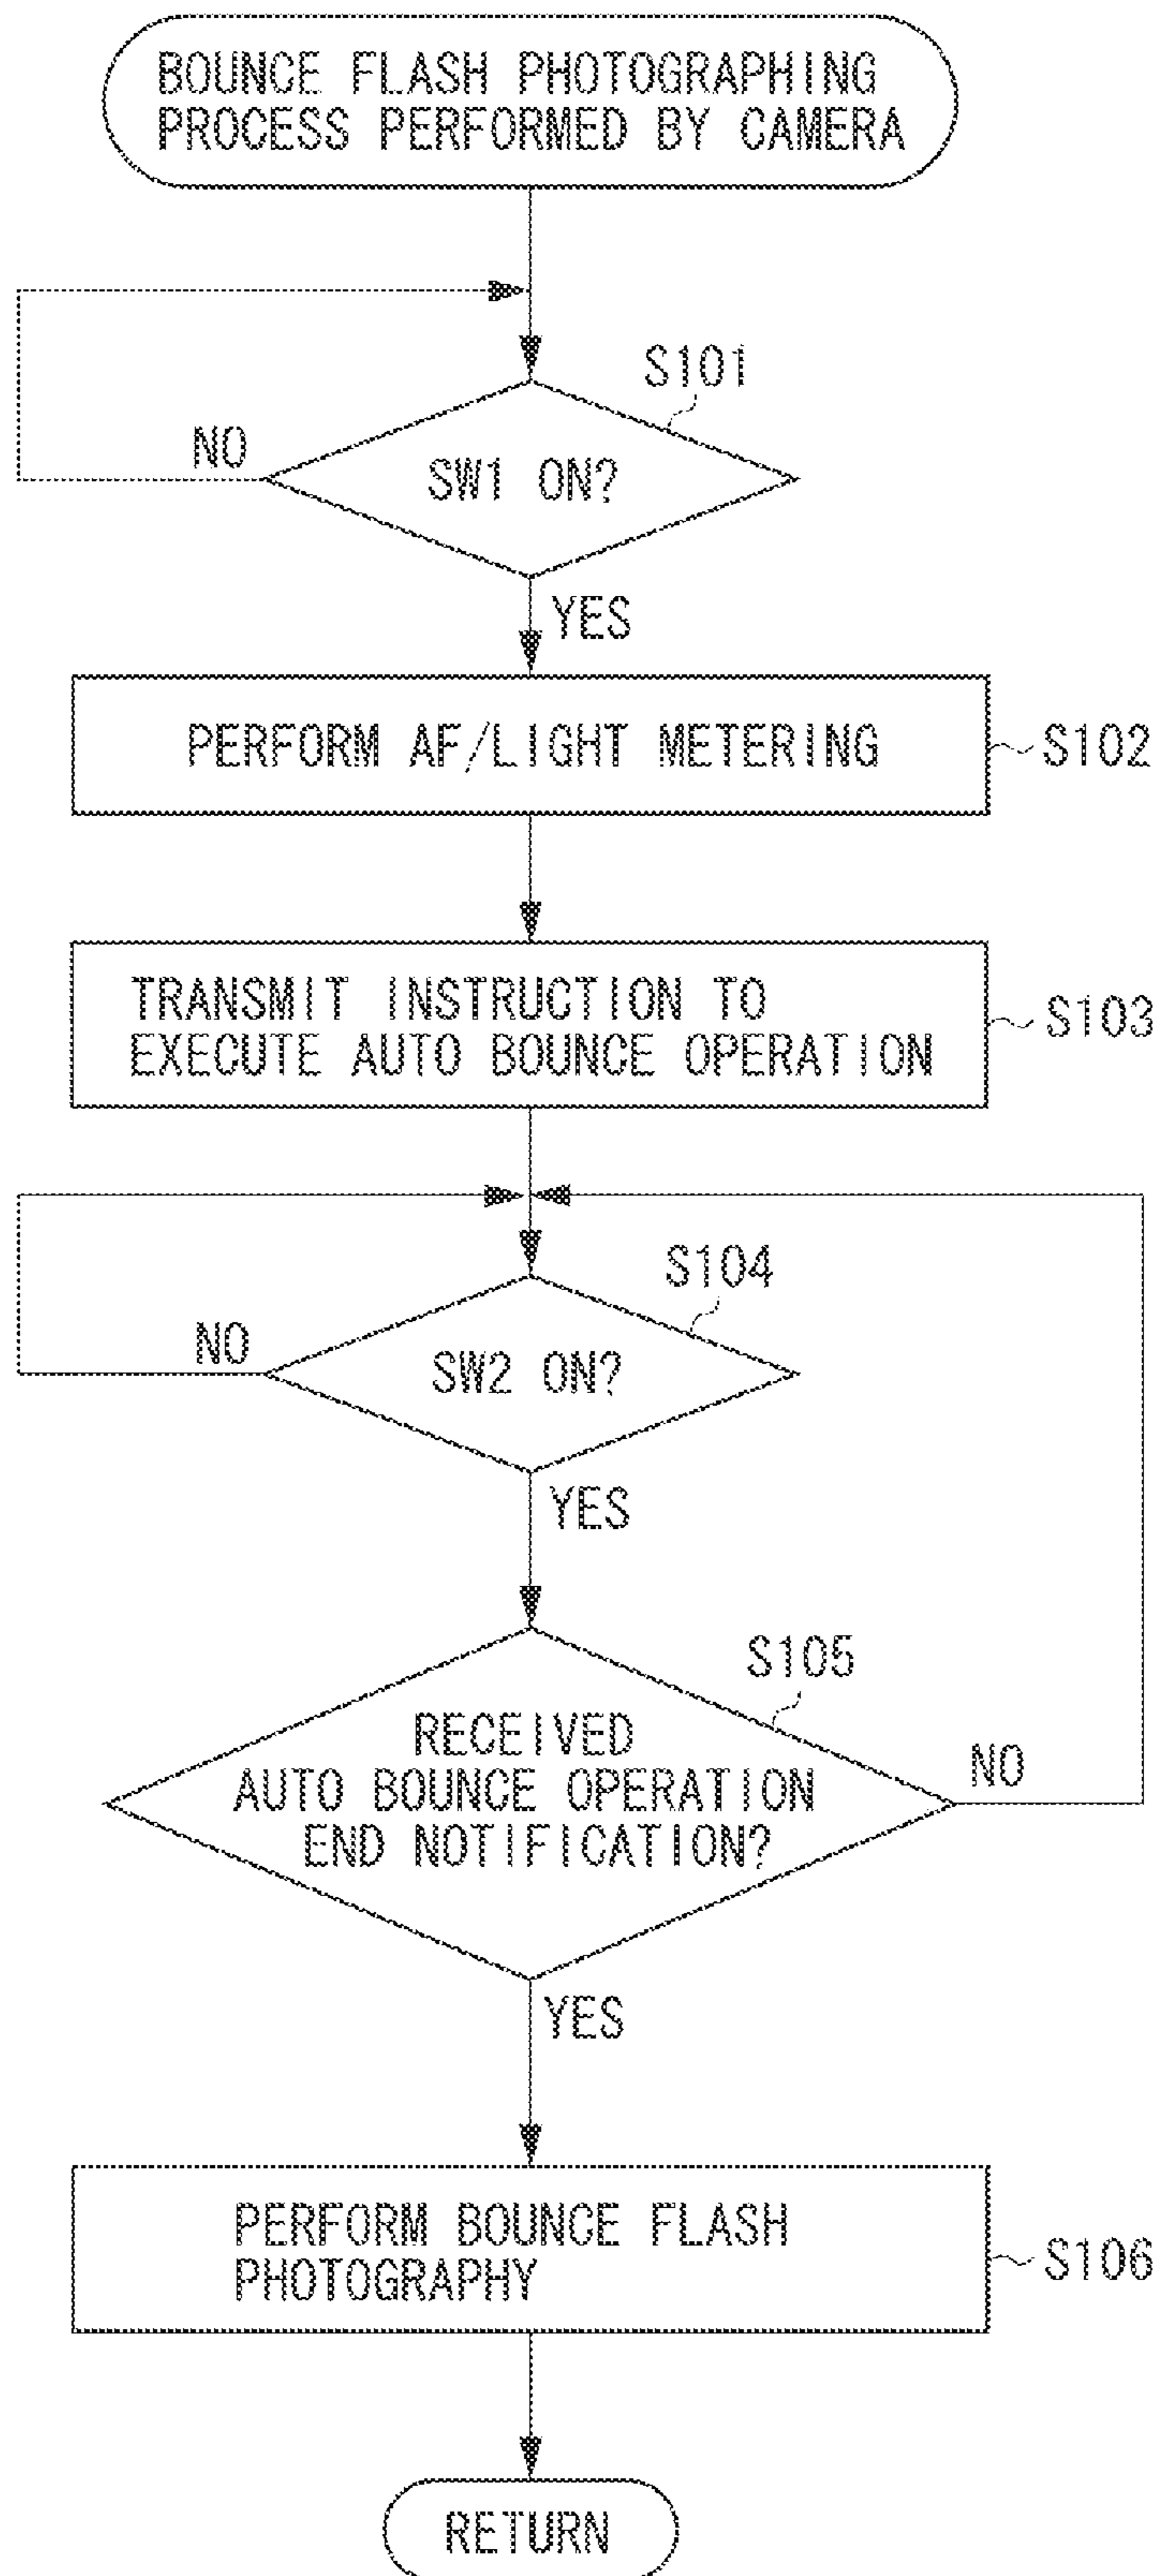 BOUNCE FLASH PHOTOGRAPHING
PROCESS PERFORMED BY CAMERA
S101
NO
SW1 ON?
YES
PERFORM AF/LIGHT METERING
S102
TRANSMIT INSTRUCTION TO
EXECUTE AUTO BOUNCE OPERATION
S103
S104
NO
SW2 ON?
YES
S105
RECEIVED
AUTO BOUNCE OPERATION
END NOTIFICATION?
NO
YES
PERFORM BOUNCE FLASH
PHOTOGRAPHY
S106
RETURN